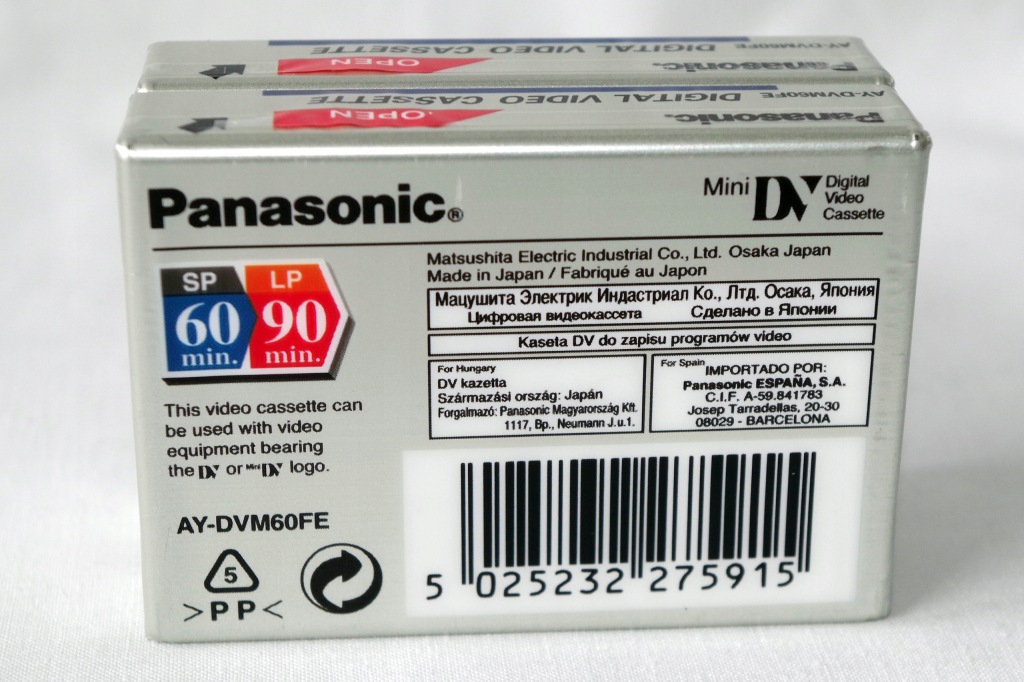 AY-DVM60FE DIGITAL VIDEO CASSETTE
Panasonic.
OPEN
AY-DVM60FE DIGITAL VIDEO CASSETTE
Panasonic.
OPEN
Panasonic®
Mini DV Digital
Video
Cassette
SP LP
60 90
min. min.
This video cassette can
be used with video
equipment bearing
the DV or Mini DV logo.
AY-DVM60FE
5
>PP<
Matsushita Electric Industrial Co., Ltd. Osaka Japan
Made in Japan / Fabriqué au Japon
Мацушита Электрик Индастриал Ко., Лтд. Осака, Япония
Цифровая видеокассета Сделано в Японии
Kaseta DV do zapisu programów video
For Hungary
DV kazetta
Származási ország: Japán
Forgalmazó: Panasonic Magyarország Kft.
1117, Bp., Neumann J.u.1.
For Spain
IMPORTADO POR:
Panasonic ESPAÑA, S.A.
C.I.F. A-59.841783
Josep Tarradellas, 20-30
08029 - BARCELONA
5 025232 275915